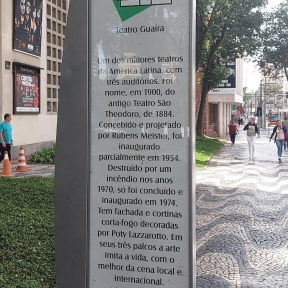 Teatro Guaíra
Um dos maiores teatros
da América Latina, com
três auditórios. Foi
nome, em 1900, do
antigo Teatro São
Theodoro, de 1884.
Concebido e projetado
por Rubens Meister, foi
inaugurado
parcialmente em 1954.
Destruído por um
incêndio nos anos
1970, só foi concluído e
inaugurado em 1974.
Tem fachada e cortinas
corta-fogo decoradas
por Poty Lazzarotto. Em
seus três palcos a arte
imita a vida, com o
melhor da cena local e
internacional.